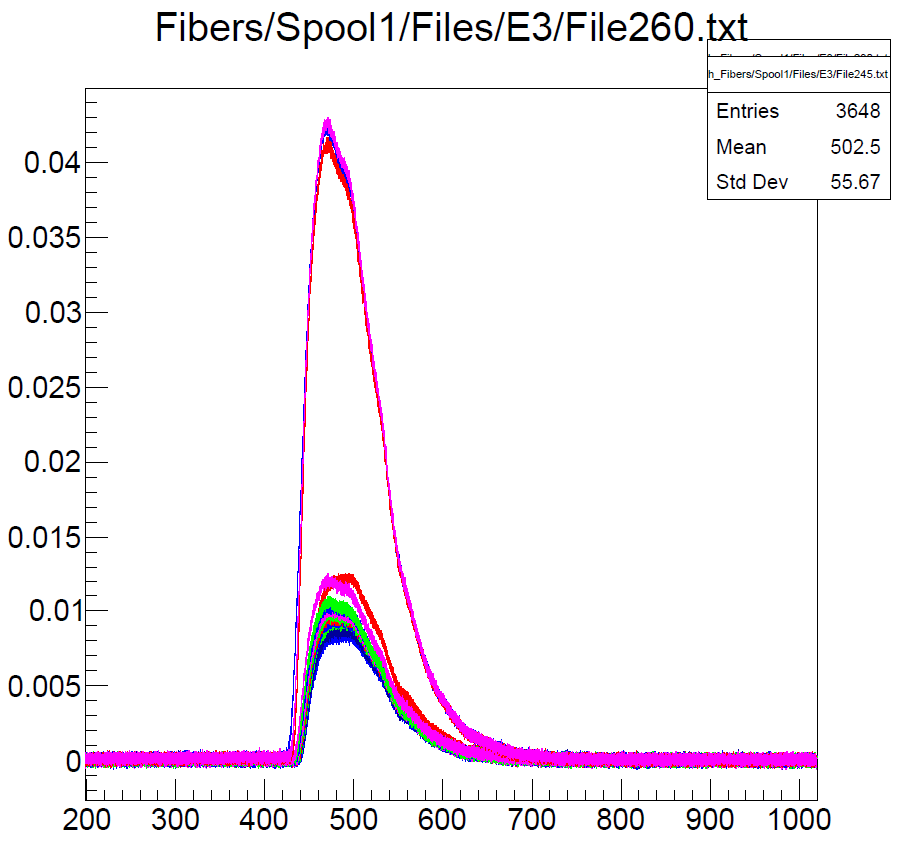 Fibers/Spool1/Files/E3/File260.txt
h_Fibers/Spool1/Files/E3/File245.txt
Entries 3648
Mean 502.5
Std Dev 55.67
0.04
0.035
0.03
0.025
0.02
0.015
0.01
0.005
0
200 300 400 500 600 700 800 900 1000